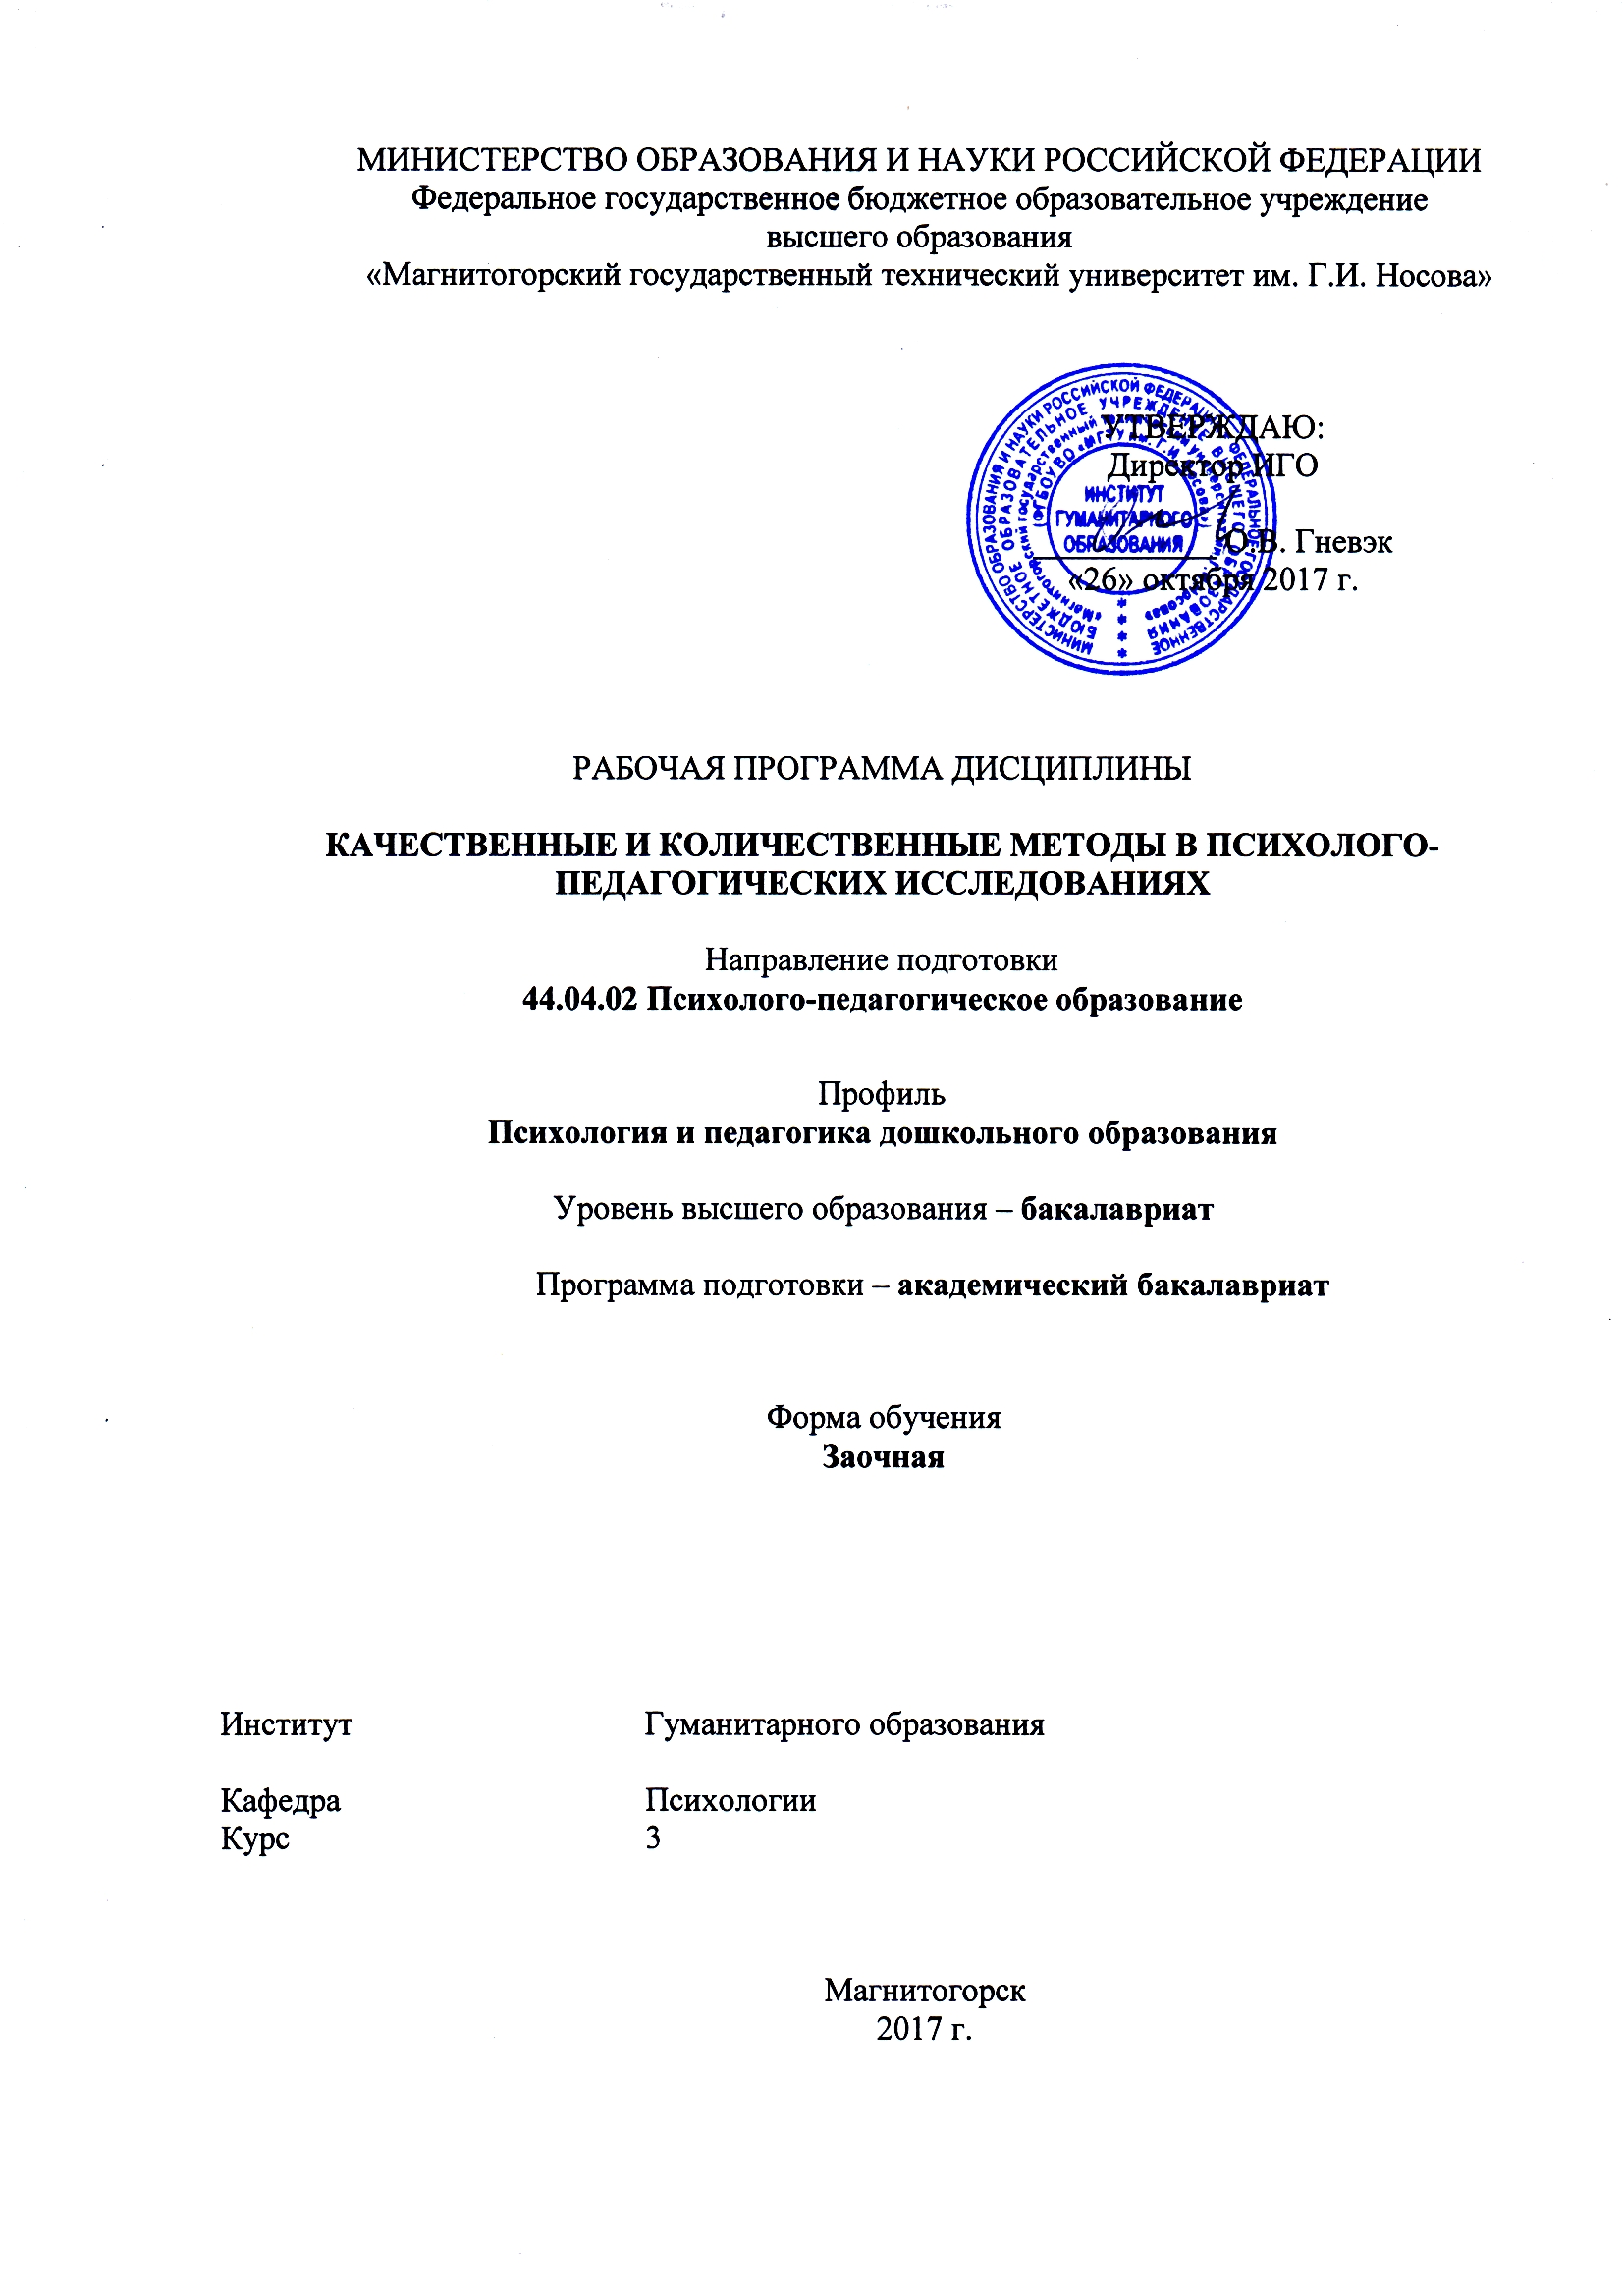 МИНИСТЕРСТВО ОБРАЗОВАНИЯ И НАУКИ РОССИЙСКОЙ ФЕДЕРАЦИИ
Федеральное государственное бюджетное образовательное учреждение
высшего образования
«Магнитогорский государственный технический университет им. Г.И. Носова»
УТВЕРЖДАЮ:
Директор ИГО
О.В. Гневэк
«26» октября 2017 г.
ИНСТИТУТ
ГУМАНИТАРНОГО
ОБРАЗОВАНИЯ
РАБОЧАЯ ПРОГРАММА ДИСЦИПЛИНЫ
КАЧЕСТВЕННЫЕ И КОЛИЧЕСТВЕННЫЕ МЕТОДЫ В ПСИХОЛОГО-
ПЕДАГОГИЧЕСКИХ ИССЛЕДОВАНИЯХ
Направление подготовки
44.04.02 Психолого-педагогическое образование
Профиль
Психология и педагогика дошкольного образования
Уровень высшего образования – бакалавриат
Программа подготовки – академический бакалавриат
Форма обучения
Заочная
Институт Гуманитарного образования
Кафедра Психологии
Курс 3
Магнитогорск
2017 г.